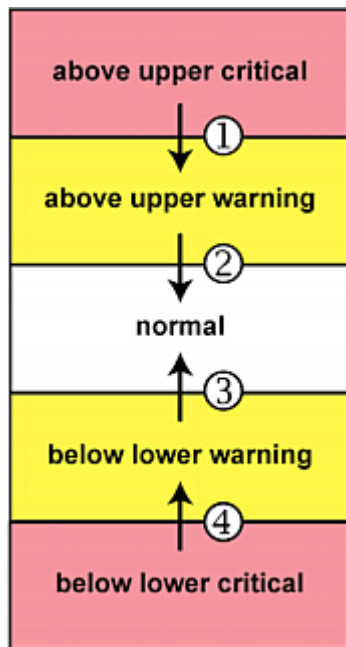 above upper critical
①
above upper warning
②
normal
③
below lower warning
④
below lower critical